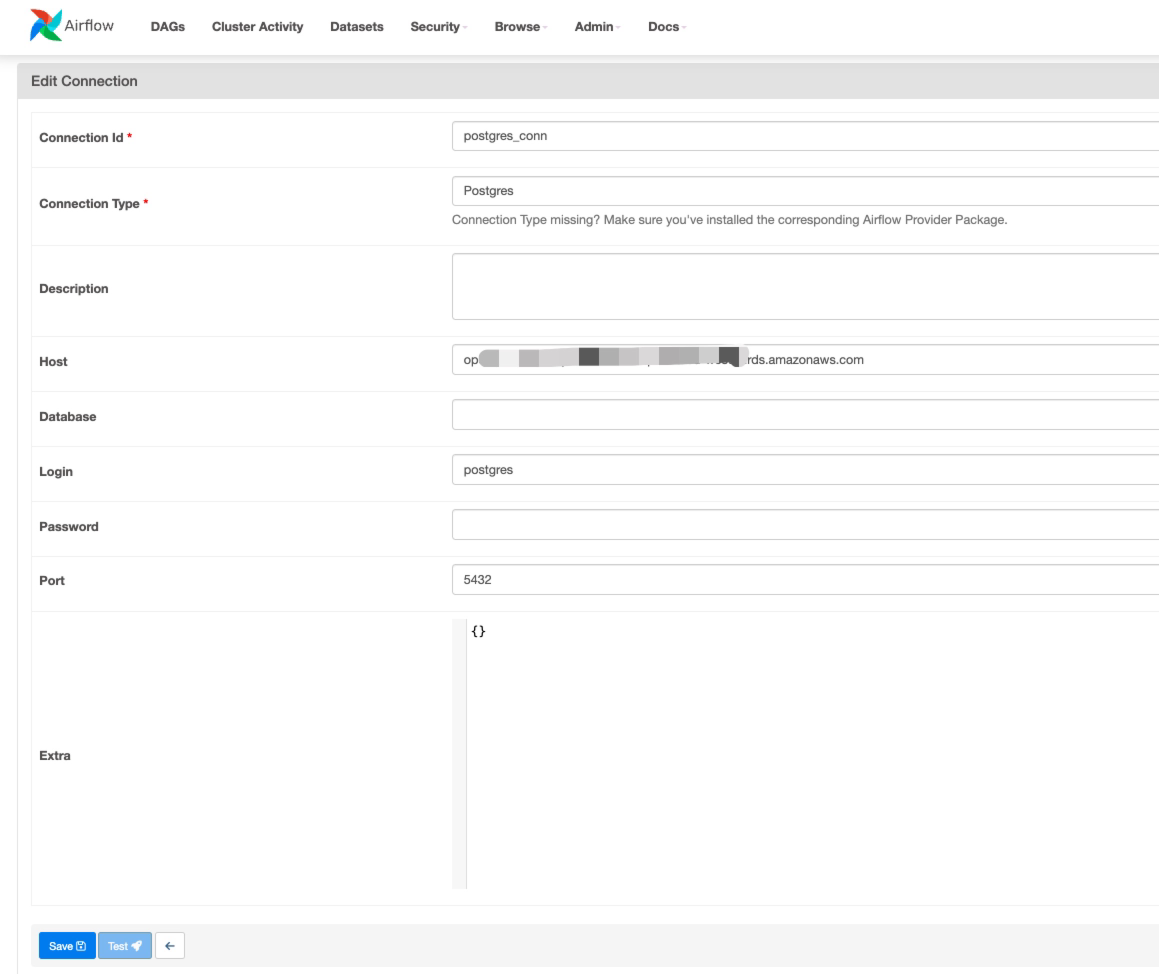 Airflow DAGs Cluster Activity Datasets Security Browse Admin Docs
Edit Connection
Connection Id * postgres_conn
Connection Type * Postgres
Connection Type missing? Make sure you've installed the corresponding Airflow Provider Package.
Description
Host op rds.amazonaws.com
Database
Login postgres
Password
Port 5432
Extra {}
Save Test